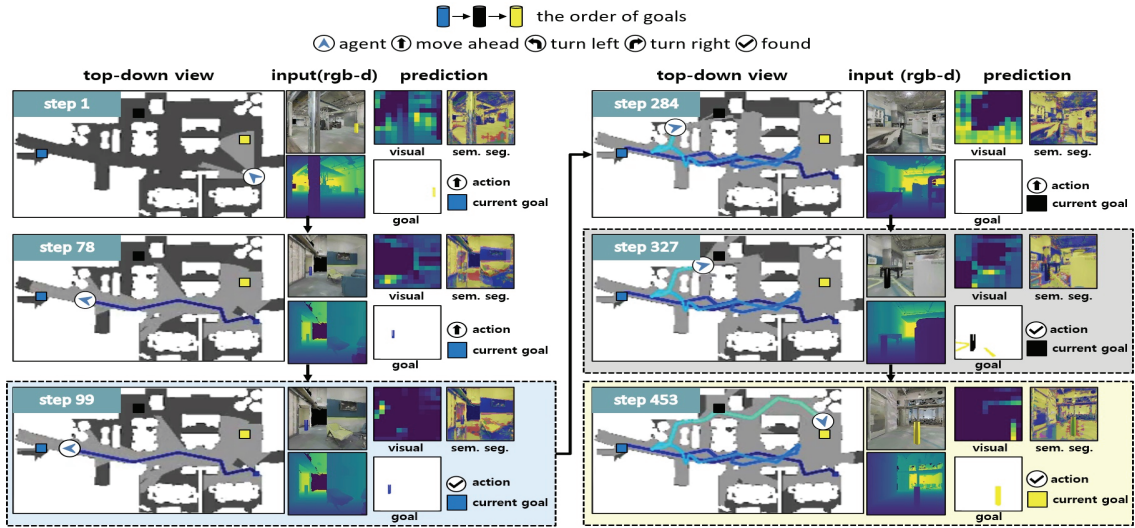 the order of goals
agent move ahead turn left turn right found
top-down view input(rgb-d) prediction
step 1
visual sem. seg.
action
current goal
goal
step 78
visual sem. seg.
action
current goal
goal
step 99
visual sem. seg.
action
current goal
goal
top-down view input (rgb-d) prediction
step 284
visual sem. seg.
action
current goal
goal
step 327
visual sem. seg.
action
current goal
goal
step 453
visual sem. seg.
action
current goal
goal